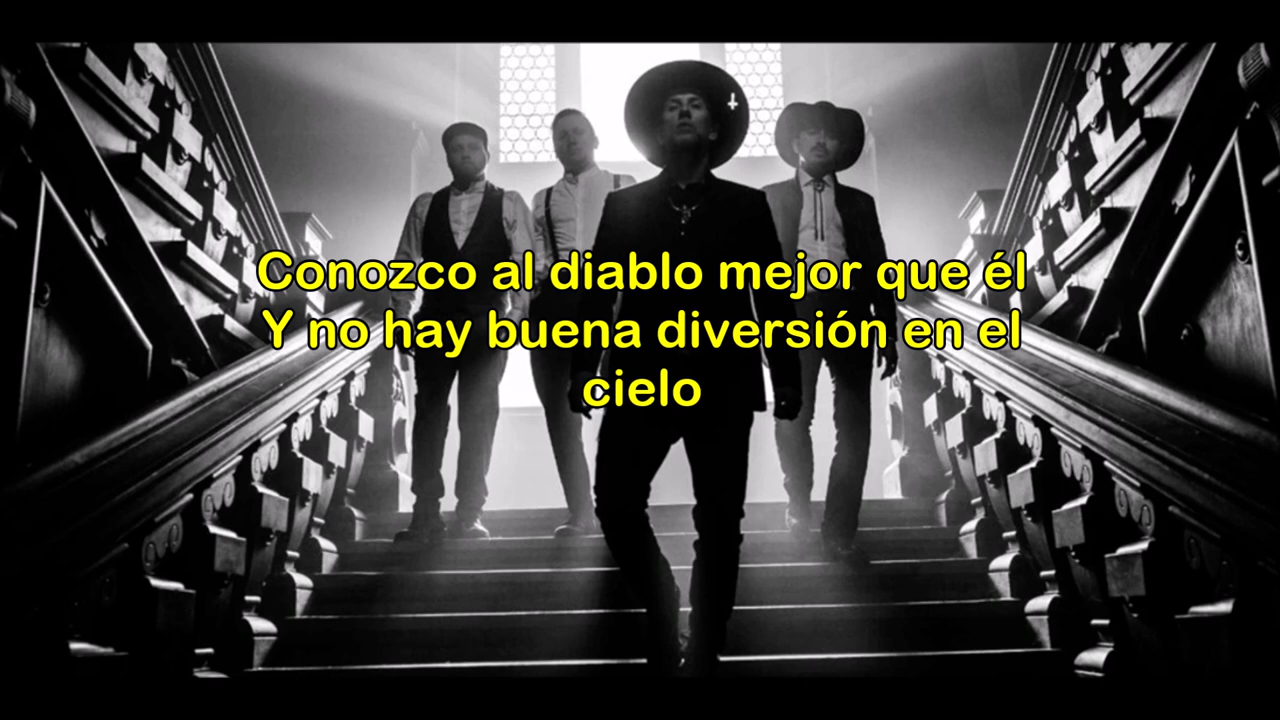 Conozco al diablo mejor que él
Y no hay buena diversión en el
cielo